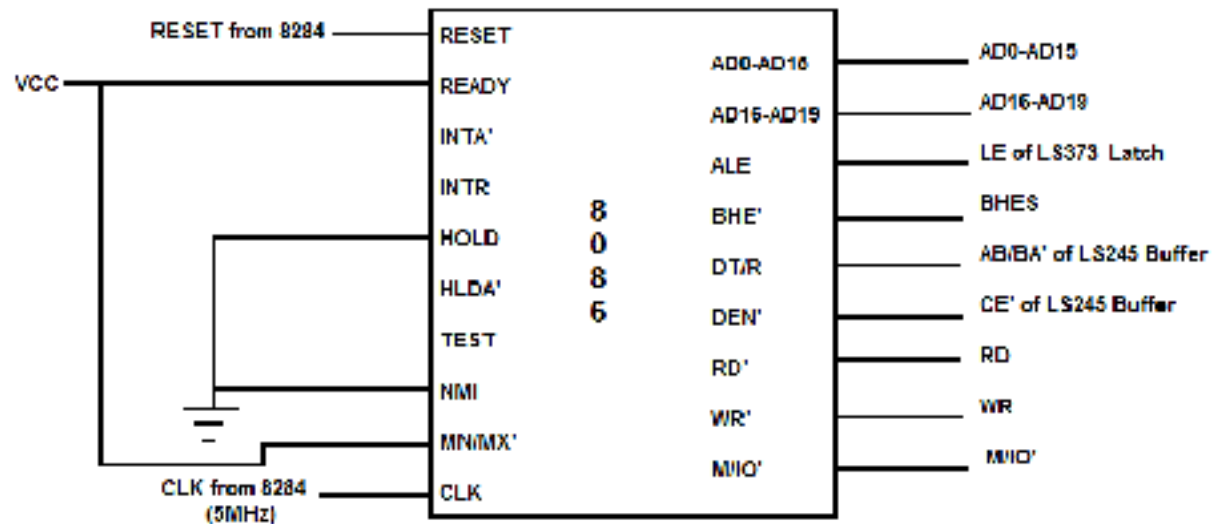 RESET from 8284
VCC
CLK from 8284
(5MHz)
RESET
READY
INTA'
INTR
HOLD
HLDA'
TEST
NMI
MN/MX'
CLK
8
0
8
6
AD0-AD16
AD16-AD19
ALE
BHE'
DT/R
DEN'
RD'
WR'
M/IO'
AD0-AD15
AD16-AD19
LE of LS373 Latch
BHES
AB/BA' of LS245 Buffer
CE' of LS245 Buffer
RD
WR
M/IO'